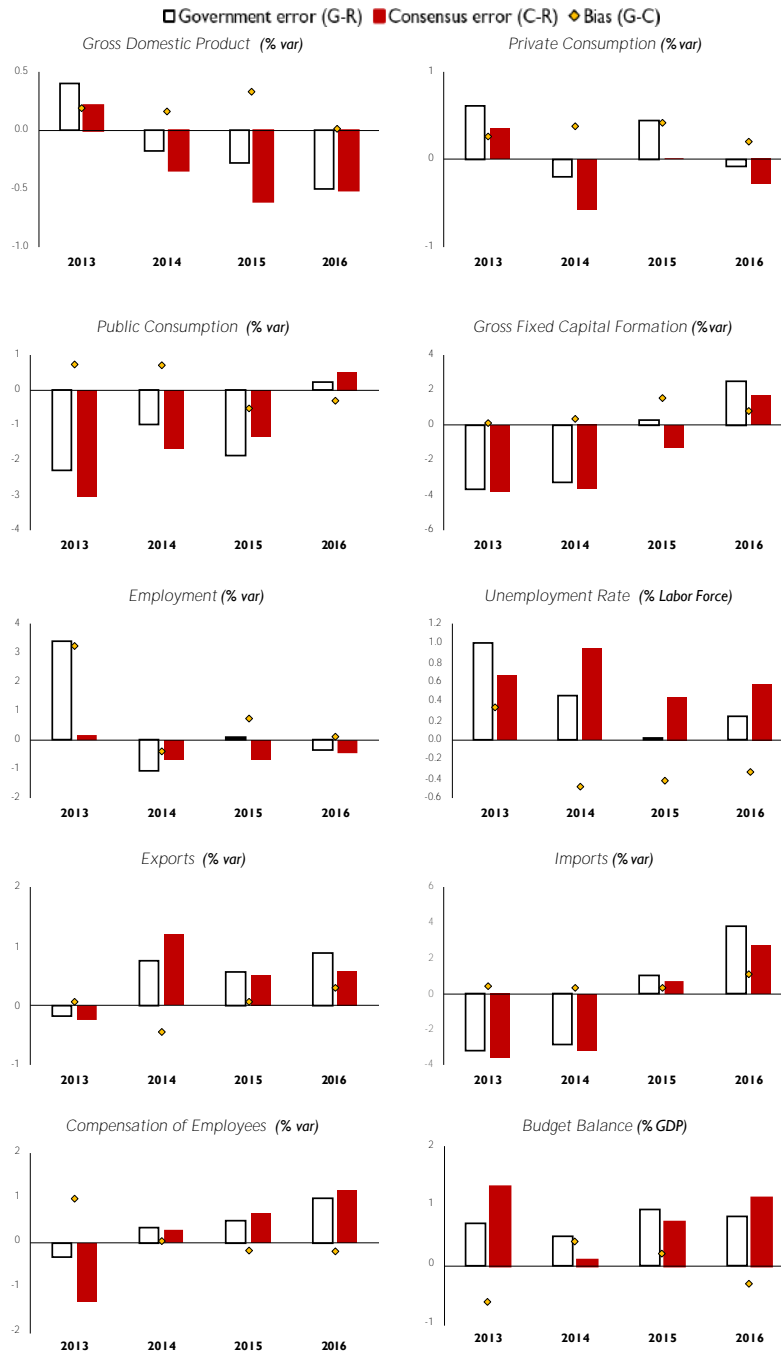 Government error (G-R) Consensus error (C-R) Bias (G-C)
Gross Domestic Product (% var)
0.5
0.0
-0.5
-1.0
2013 2014 2015 2016
Private Consumption (% var)
1
0
-1
2013 2014 2015 2016
Public Consumption (% var)
1
0
-1
-2
-3
-4
2013 2014 2015 2016
Gross Fixed Capital Formation (% var)
4
2
0
-2
-4
-6
2013 2014 2015 2016
Employment (% var)
4
3
2
1
0
-1
-2
2013 2014 2015 2016
Unemployment Rate (% Labor Force)
1.2
1.0
0.8
0.6
0.4
0.2
0.0
-0.2
-0.4
-0.6
2013 2014 2015 2016
Exports (% var)
2
1
0
-1
2013 2014 2015 2016
Imports (% var)
6
4
2
0
-2
-4
2013 2014 2015 2016
Compensation of Employees (% var)
2
1
0
-1
-2
2013 2014 2015 2016
Budget Balance (% GDP)
2
1
0
-1
2013 2014 2015 2016